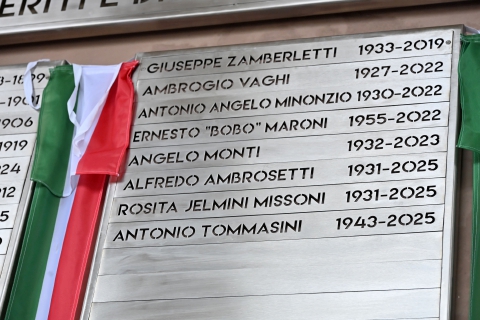 GIUSEPPE ZAMBERLETTI 1933-2019
AMBROGIO VAGHI 1927-2022
ANTONIO ANGELO MINONZIO 1930-2022
ERNESTO "BOBO" MARONI 1955-2022
ANGELO MONTI 1932-2023
ALFREDO AMBROSETTI 1931-2025
ROSITA JELMINI MISSONI 1931-2025
ANTONIO TOMMASINI 1943-2025